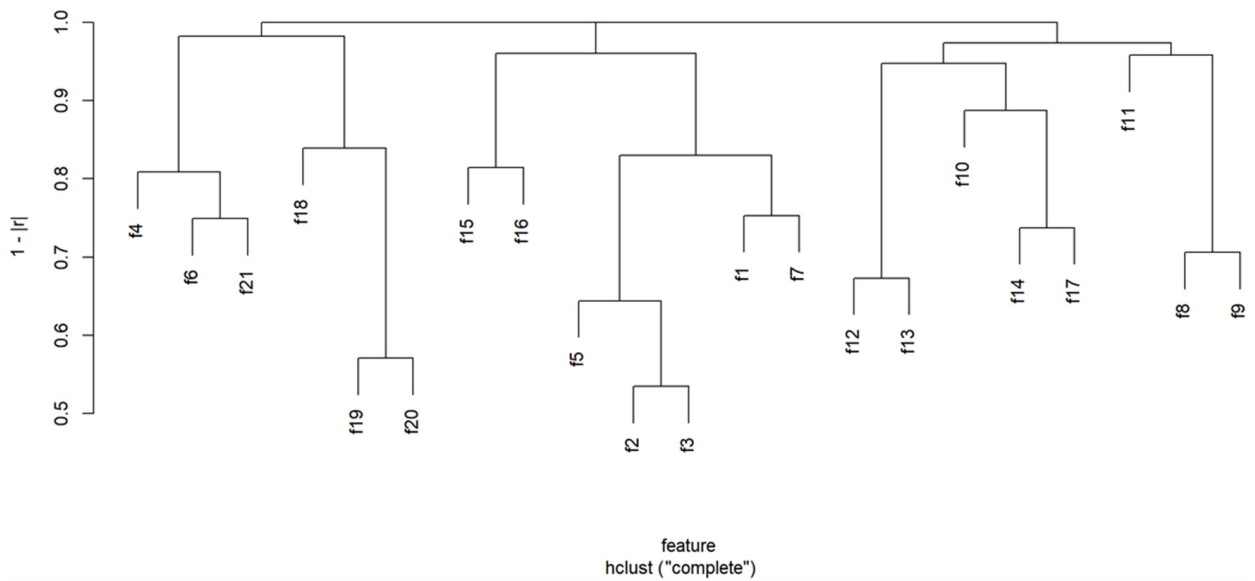 1.0
0.9
0.8
0.7
0.6
0.5
1 - |r|
f4
f6
f21
f18
f19
f20
f15
f16
f5
f2
f3
f1
f7
f12
f13
f10
f14
f17
f11
f8
f9
feature
hclust ("complete")